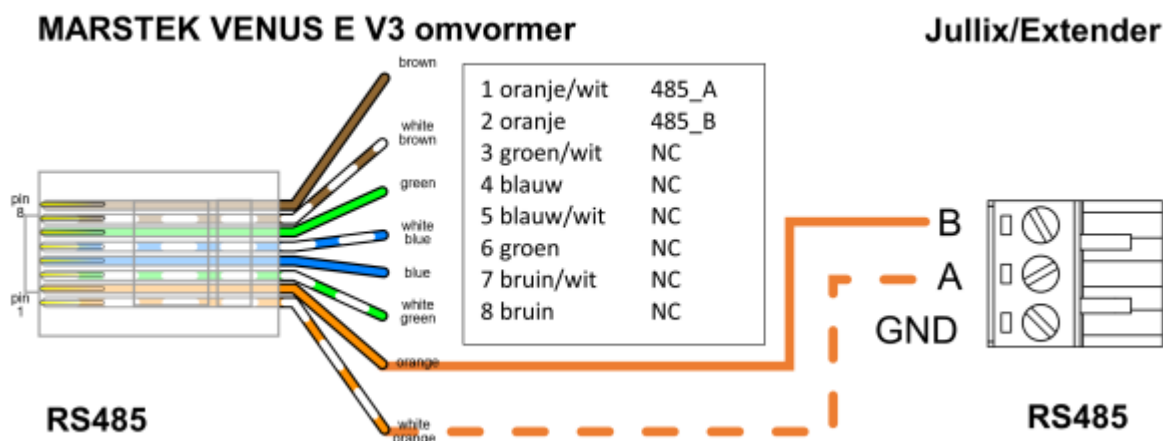 MARSTEK VENUS E V3 omvormer
Jullix/Extender
brown
white
brown
green
white
blue
blue
white
green
orange
white
orange
pin
8
pin
1
1 oranje/wit 485_A
2 oranje 485_B
3 groen/wit NC
4 blauw NC
5 blauw/wit NC
6 groen NC
7 bruin/wit NC
8 bruin NC
B
A
GND
RS485
RS485